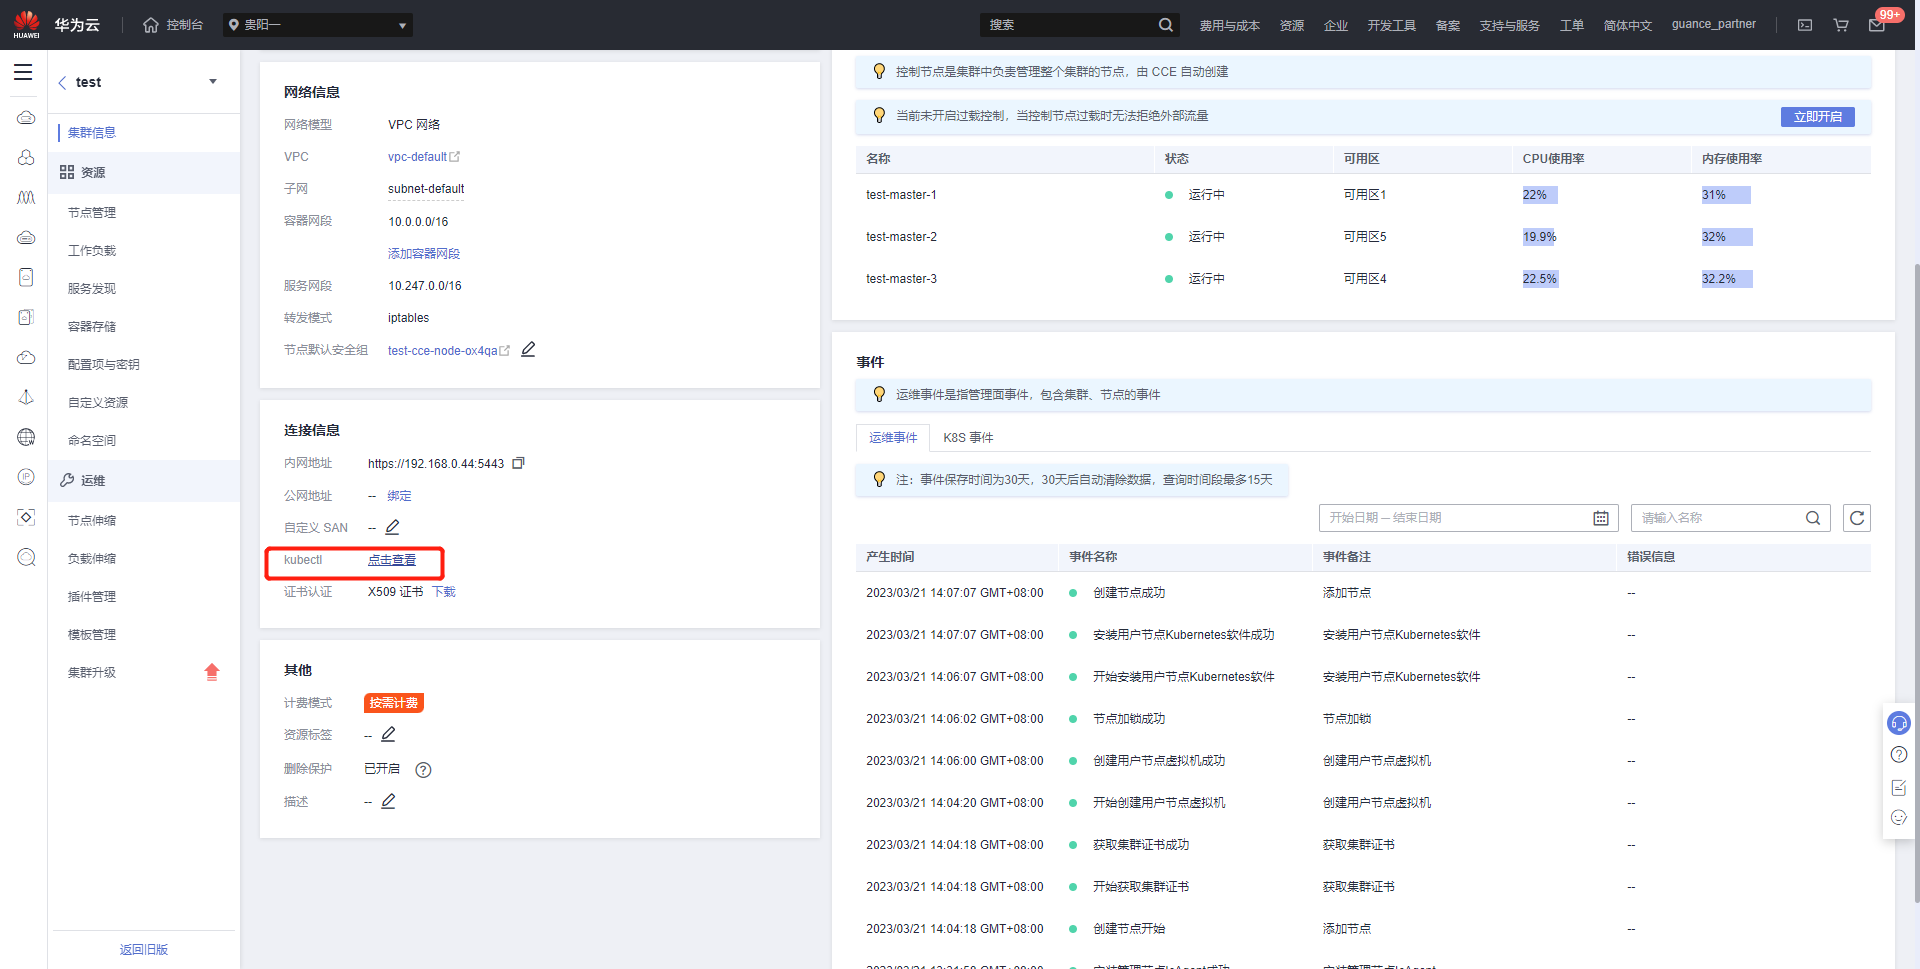 HUAWEI
华为云
控制台
贵阳一
搜索
费用与成本
资源
企业
开发工具
备案
支持与服务
工单
简体中文
guance_partner
99+
test
集群信息
资源
节点管理
工作负载
服务发现
容器存储
配置项与密钥
自定义资源
命名空间
运维
节点伸缩
负载伸缩
插件管理
模板管理
集群升级
返回旧版
网络信息
网络模型 VPC 网络
VPC vpc-default
子网 subnet-default
容器网段 10.0.0.0/16
添加容器网段
服务网段 10.247.0.0/16
转发模式 iptables
节点默认安全组 test-cce-node-ox4qa
连接信息
内网地址 https://192.168.0.44:5443
公网地址 -- 绑定
自定义 SAN --
kubectl 点击查看
证书认证 X509 证书 下载
其他
计费模式 按需计费
资源标签 --
删除保护 已开启
描述 --
控制节点是集群中负责管理整个集群的节点，由 CCE 自动创建
当前未开启过载控制，当控制节点过载时无法拒绝外部流量
立即开启
名称 状态 可用区 CPU使用率 内存使用率
test-master-1 运行中 可用区1 22% 31%
test-master-2 运行中 可用区5 19.9% 32%
test-master-3 运行中 可用区4 22.5% 32.2%
事件
运维事件是指管理面事件，包含集群、节点的事件
运维事件 K8S 事件
注：事件保存时间为30天，30天后自动清除数据，查询时间段最多15天
开始日期 – 结束日期
请输入名称
产生时间 事件名称 事件备注 错误信息
2023/03/21 14:07:07 GMT+08:00 创建节点成功 添加节点 --
2023/03/21 14:07:07 GMT+08:00 安装用户节点Kubernetes软件成功 安装用户节点Kubernetes软件 --
2023/03/21 14:06:07 GMT+08:00 开始安装用户节点Kubernetes软件 安装用户节点Kubernetes软件 --
2023/03/21 14:06:02 GMT+08:00 节点加锁成功 节点加锁 --
2023/03/21 14:06:00 GMT+08:00 创建用户节点虚拟机成功 创建用户节点虚拟机 --
2023/03/21 14:04:20 GMT+08:00 开始创建用户节点虚拟机 创建用户节点虚拟机 --
2023/03/21 14:04:18 GMT+08:00 获取集群证书成功 获取集群证书 --
2023/03/21 14:04:18 GMT+08:00 开始获取集群证书 获取集群证书 --
2023/03/21 14:04:18 GMT+08:00 创建节点开始 添加节点 --